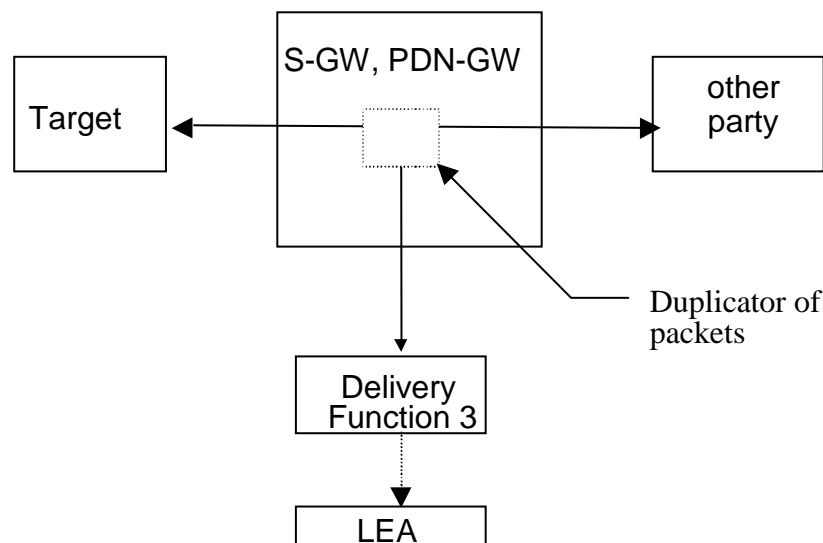 S-GW, PDN-GW
Target
other
party
Duplicator of
packets
Delivery
Function 3
LEA